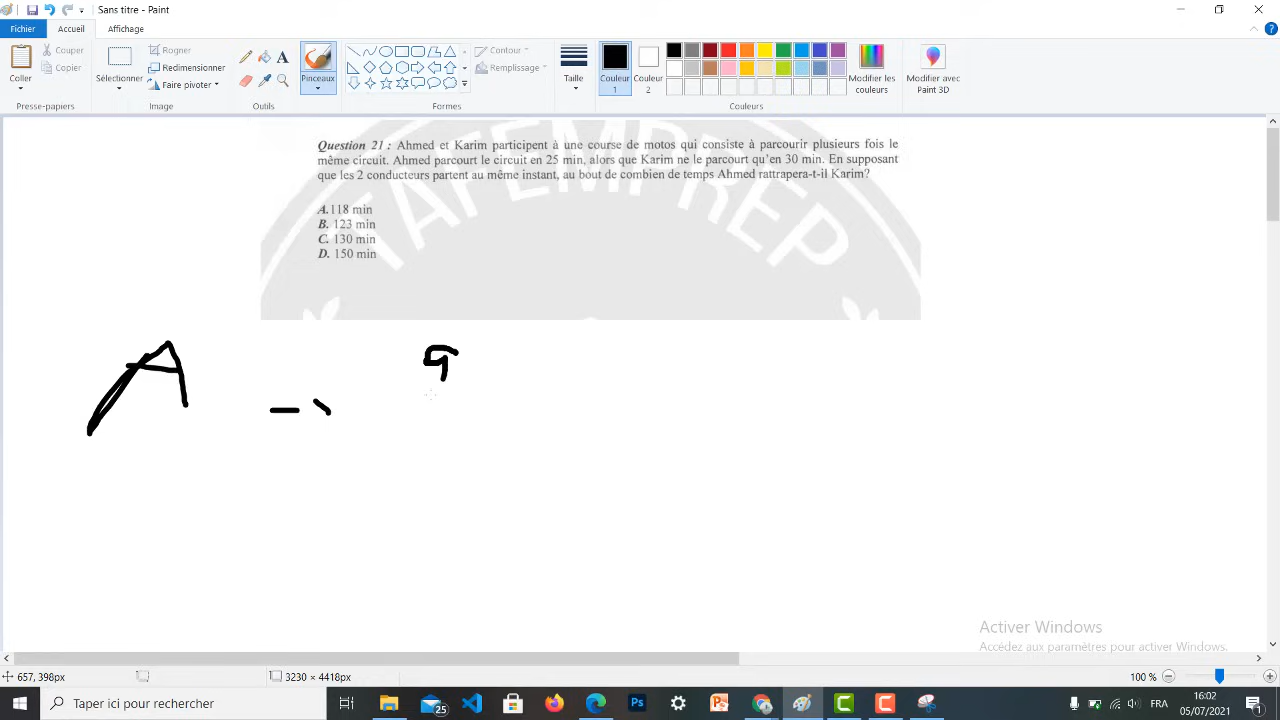 Sans titre - Paint
Fichier Accueil Affichage
Coller
Couper
Copier
Presse-papiers
Sélectionner
Rogner
Redimensionner
Faire pivoter
Image
Outils
Pinceaux
Contour
Remplissage
Formes
Taille
Couleur 1
Couleur 2
Couleurs
Modifier les couleurs
Modifier avec Paint 3D
Question 21 : Ahmed et Karim participent à une course de motos qui consiste à parcourir plusieurs fois le
même circuit. Ahmed parcourt le circuit en 25 min, alors que Karim ne le parcourt qu'en 30 min. En supposant
que les 2 conducteurs partent au même instant, au bout de combien de temps Ahmed rattrapera-t-il Karim?
A.118 min
B. 123 min
C. 130 min
D. 150 min
TAFEMPREP
A
Activer Windows
Accédez aux paramètres pour activer Windows.
657, 398px
3230 × 4418px
100 %
Taper ici pour rechercher
25
Ps
FRA
16:02
05/07/2021